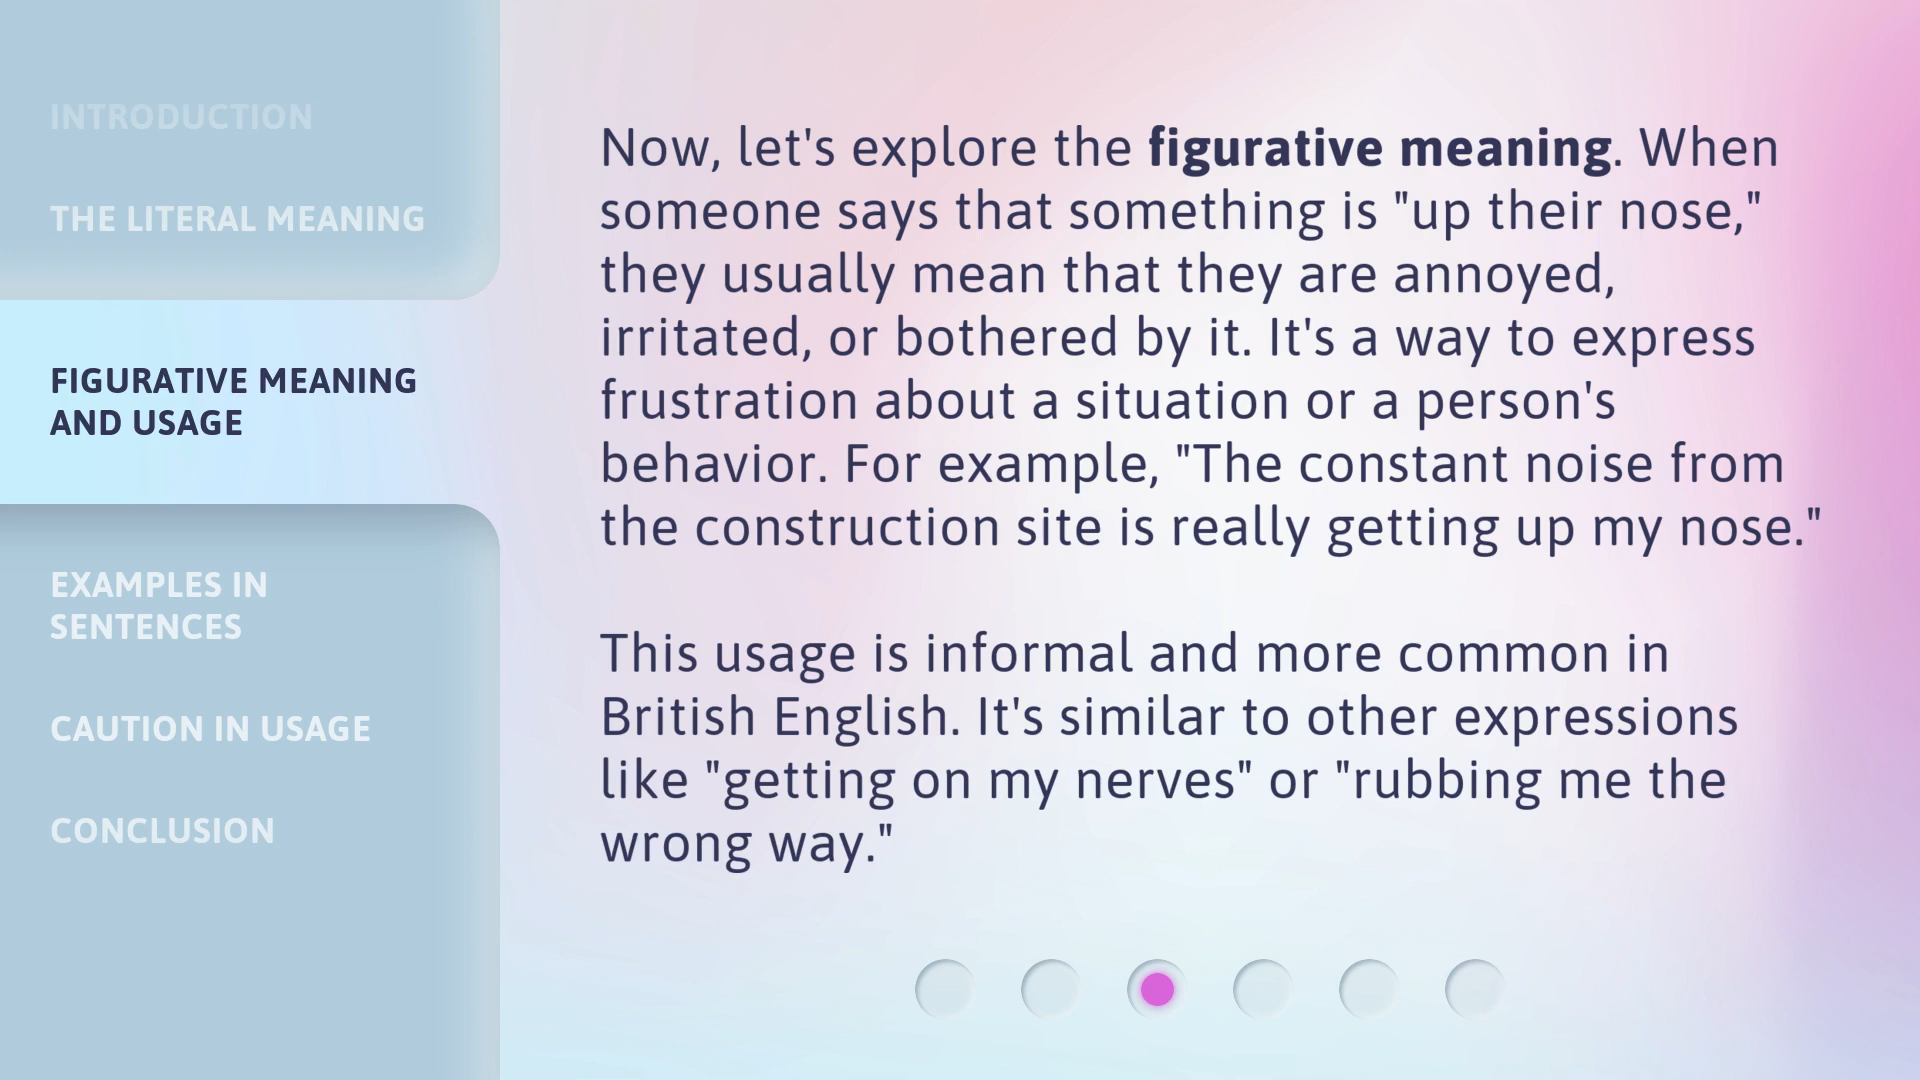 INTRODUCTION
THE LITERAL MEANING
FIGURATIVE MEANING
AND USAGE
EXAMPLES IN
SENTENCES
CAUTION IN USAGE
CONCLUSION
Now, let's explore the figurative meaning. When
someone says that something is "up their nose,"
they usually mean that they are annoyed,
irritated, or bothered by it. It's a way to express
frustration about a situation or a person's
behavior. For example, "The constant noise from
the construction site is really getting up my nose."
This usage is informal and more common in
British English. It's similar to other expressions
like "getting on my nerves" or "rubbing me the
wrong way."